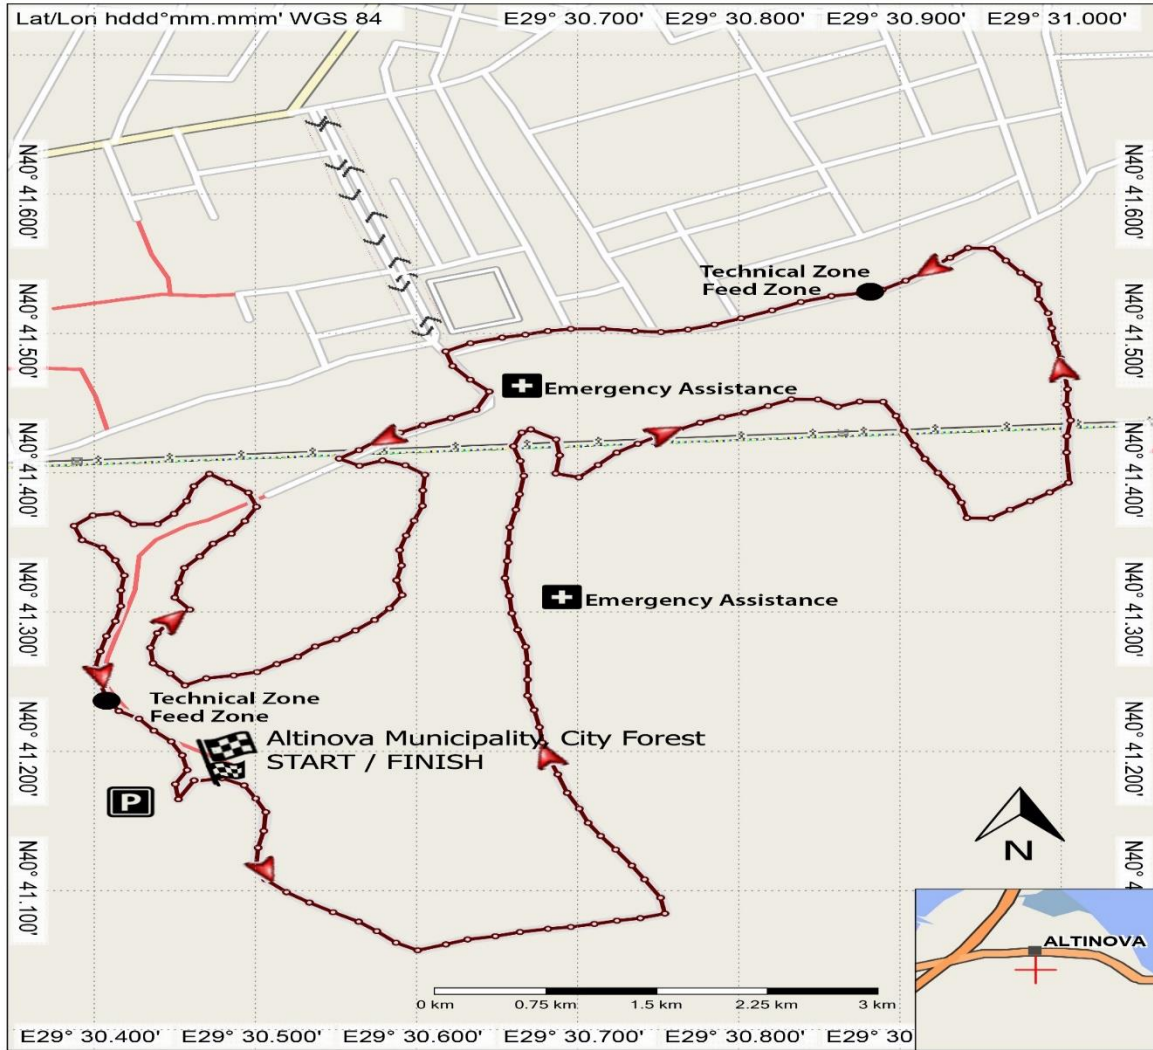 Lat/Lon hddd°mm.mmm' WGS 84
E29° 30.700' E29° 30.800' E29° 30.900' E29° 31.000'
N40° 41.600'
N40° 41.600'
Technical Zone
Feed Zone
N40° 41.500'
N40° 41.500'
Emergency Assistance
N40° 41.400'
N40° 41.400'
Emergency Assistance
N40° 41.300'
N40° 41.300'
Technical Zone
Feed Zone
Altinova Municipality City Forest
START / FINISH
N40° 41.200'
N40° 41.200'
P
N
N40° 41.100'
N40° 4
ALTINOVA
0 km 0.75 km 1.5 km 2.25 km 3 km
E29° 30.400' E29° 30.500' E29° 30.600' E29° 30.700' E29° 30.800' E29° 30